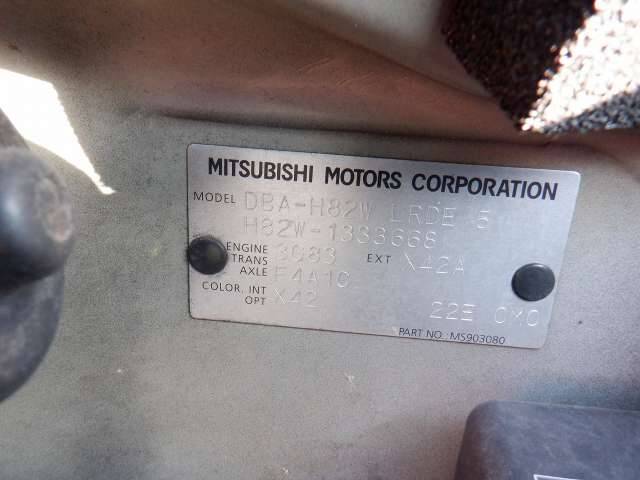 MITSUBISHI MOTORS CORPORATION
MODEL DBA-H82W LRDE 5
H82W-1333668
ENGINE 3G83 EXT X42A
TRANS
AXLE F4A10
COLOR. INT X42
OPT
22E 0M0
PART NO. MS903080